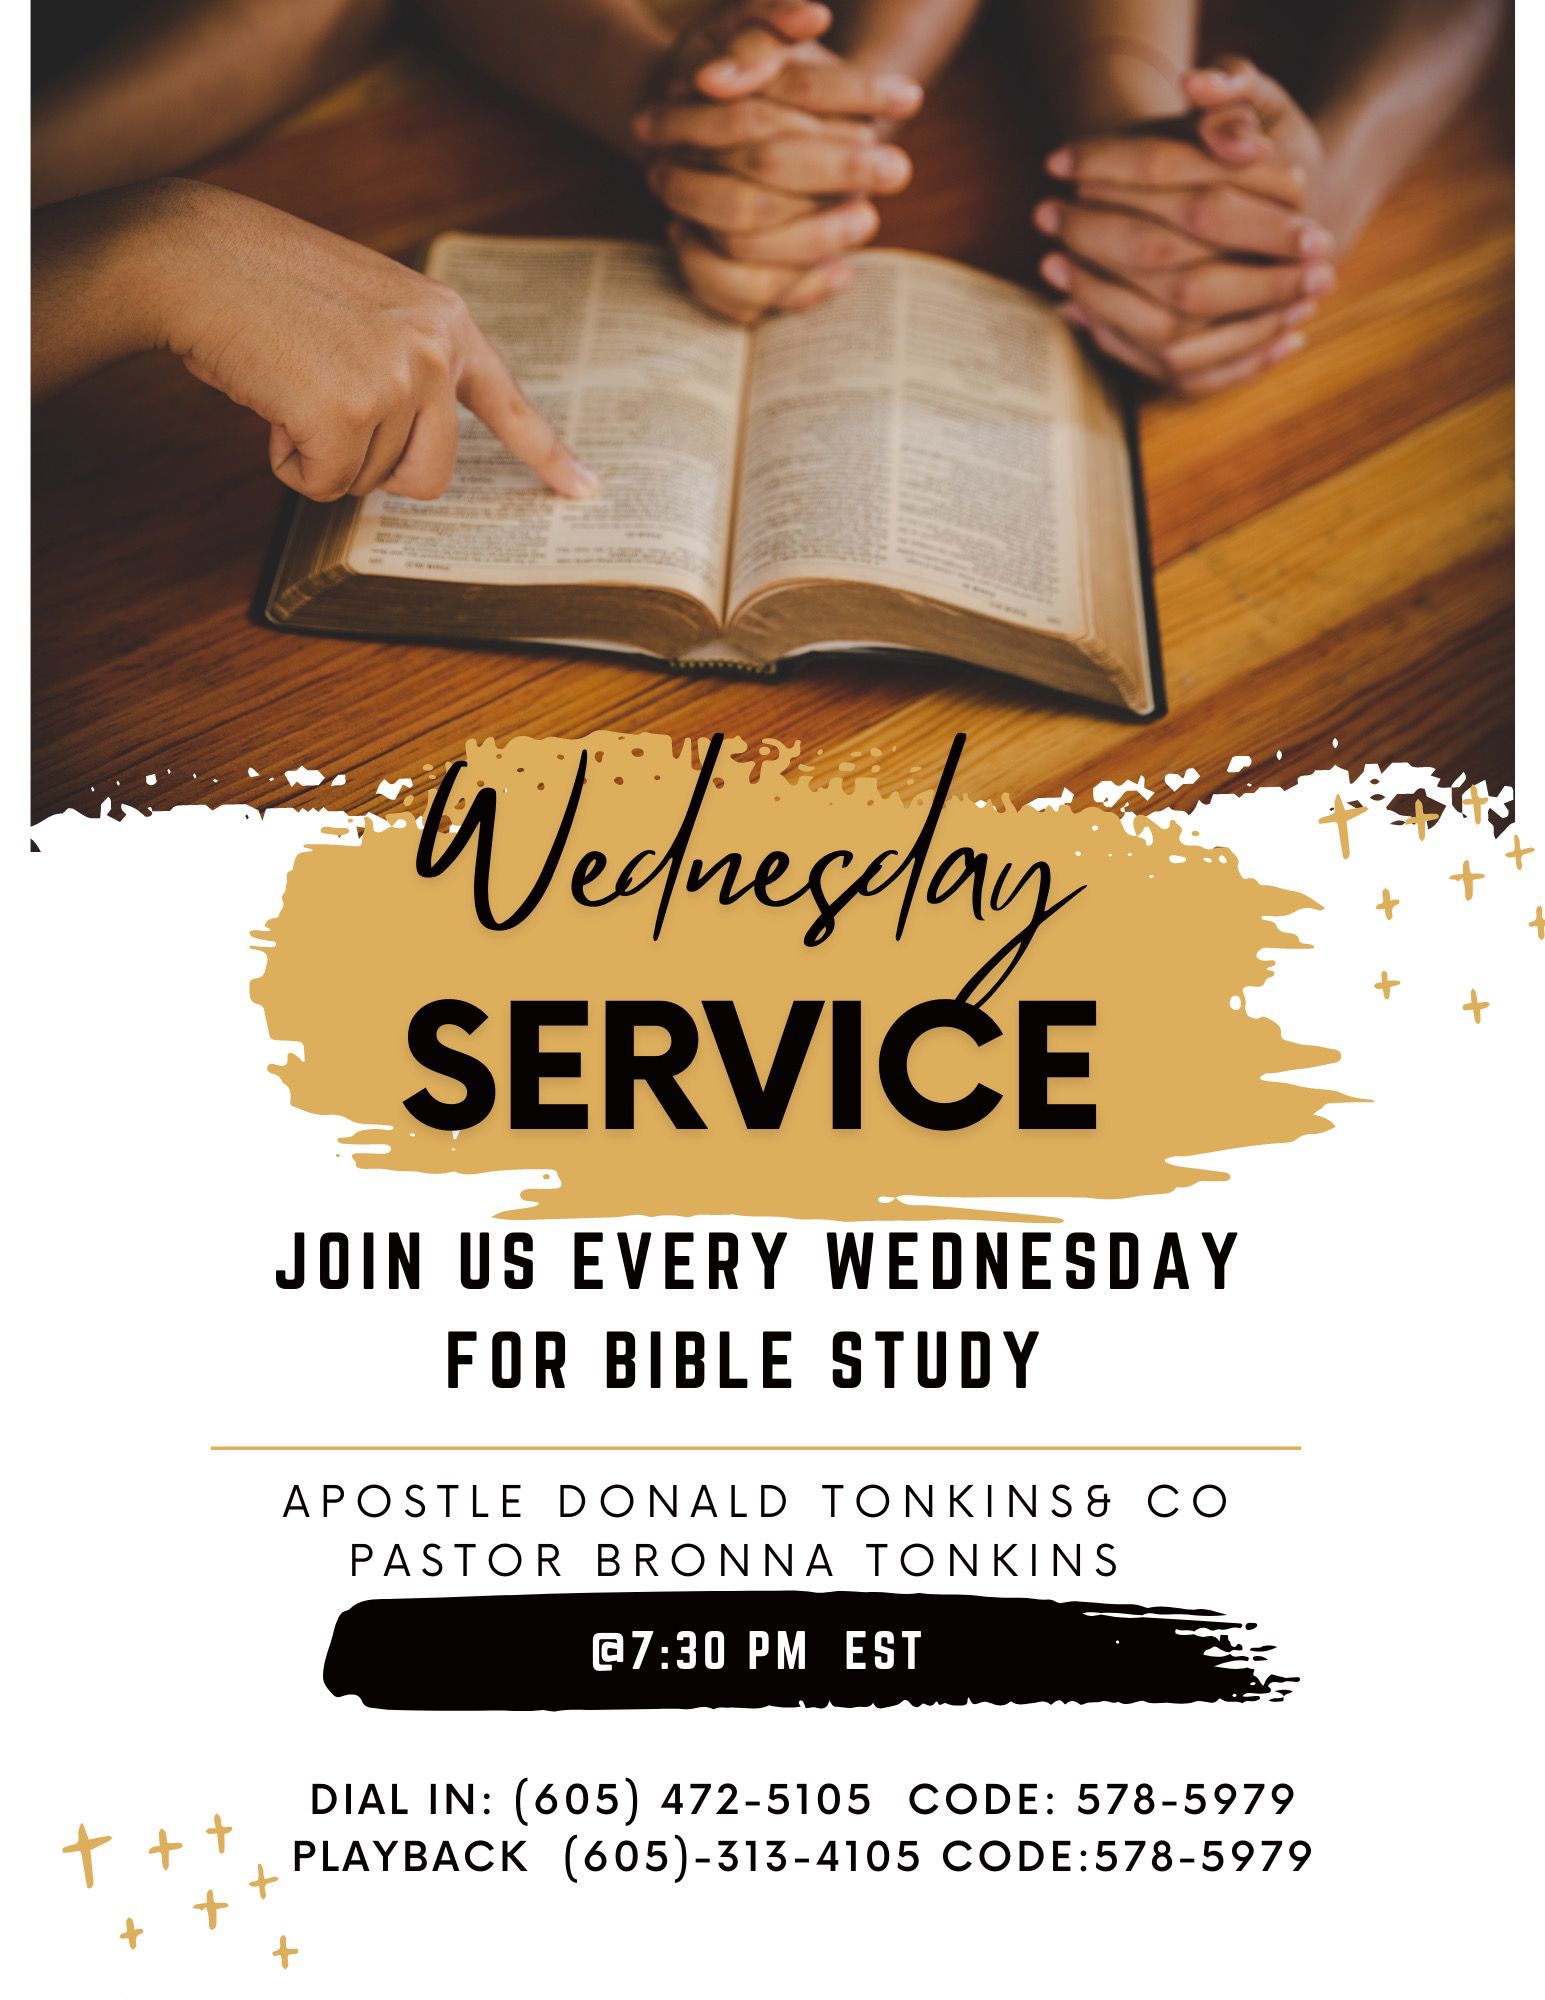 Wednesday
SERVICE
JOIN US EVERY WEDNESDAY
FOR BIBLE STUDY
APOSTLE DONALD TONKINS& CO
PASTOR BRONNA TONKINS
@7:30 PM EST
DIAL IN: (605) 472-5105 CODE: 578-5979
PLAYBACK (605)-313-4105 CODE:578-5979